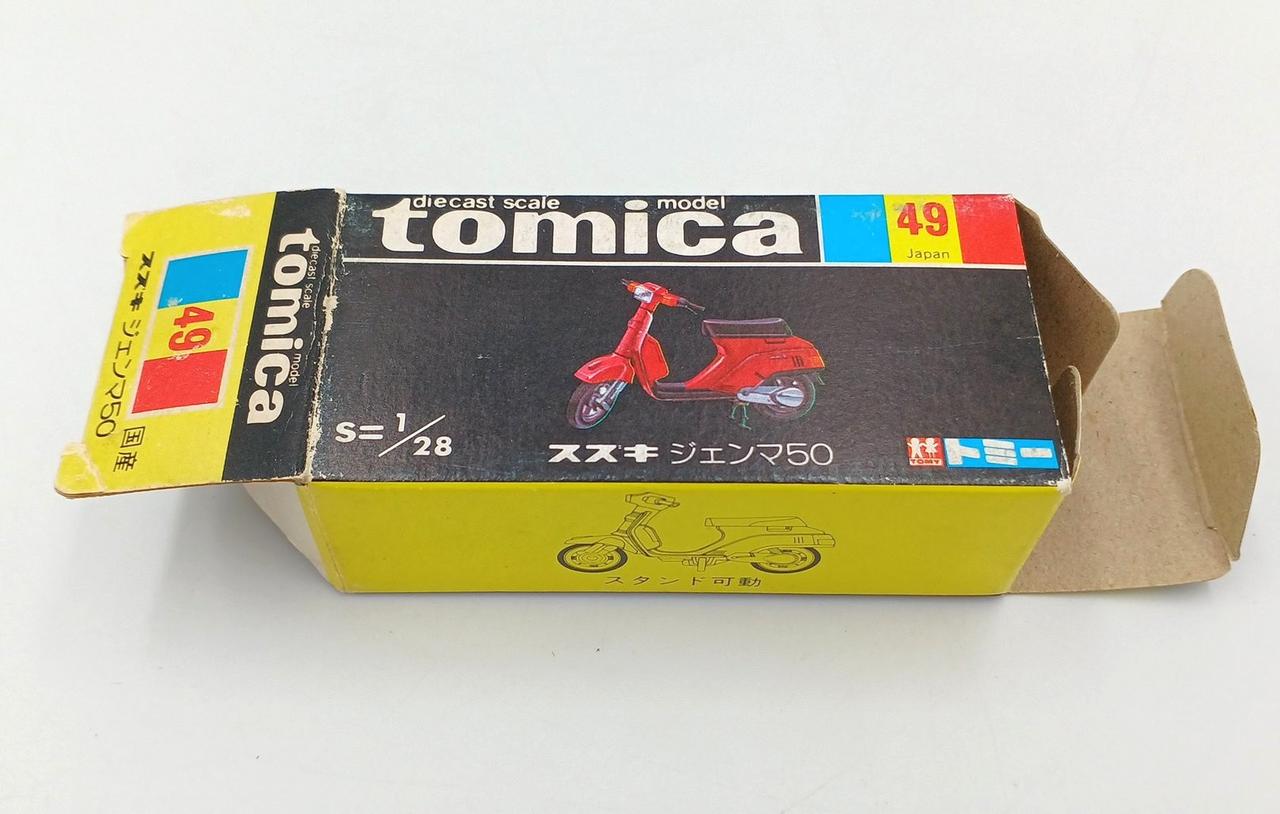 diecast scale model
tomica
49
Japan
S=1/28
スズキ ジェンマ50
TOMY
トミー
スタンド可動
diecast scale model
tomica
49
スズキ ジェンマ50 国産